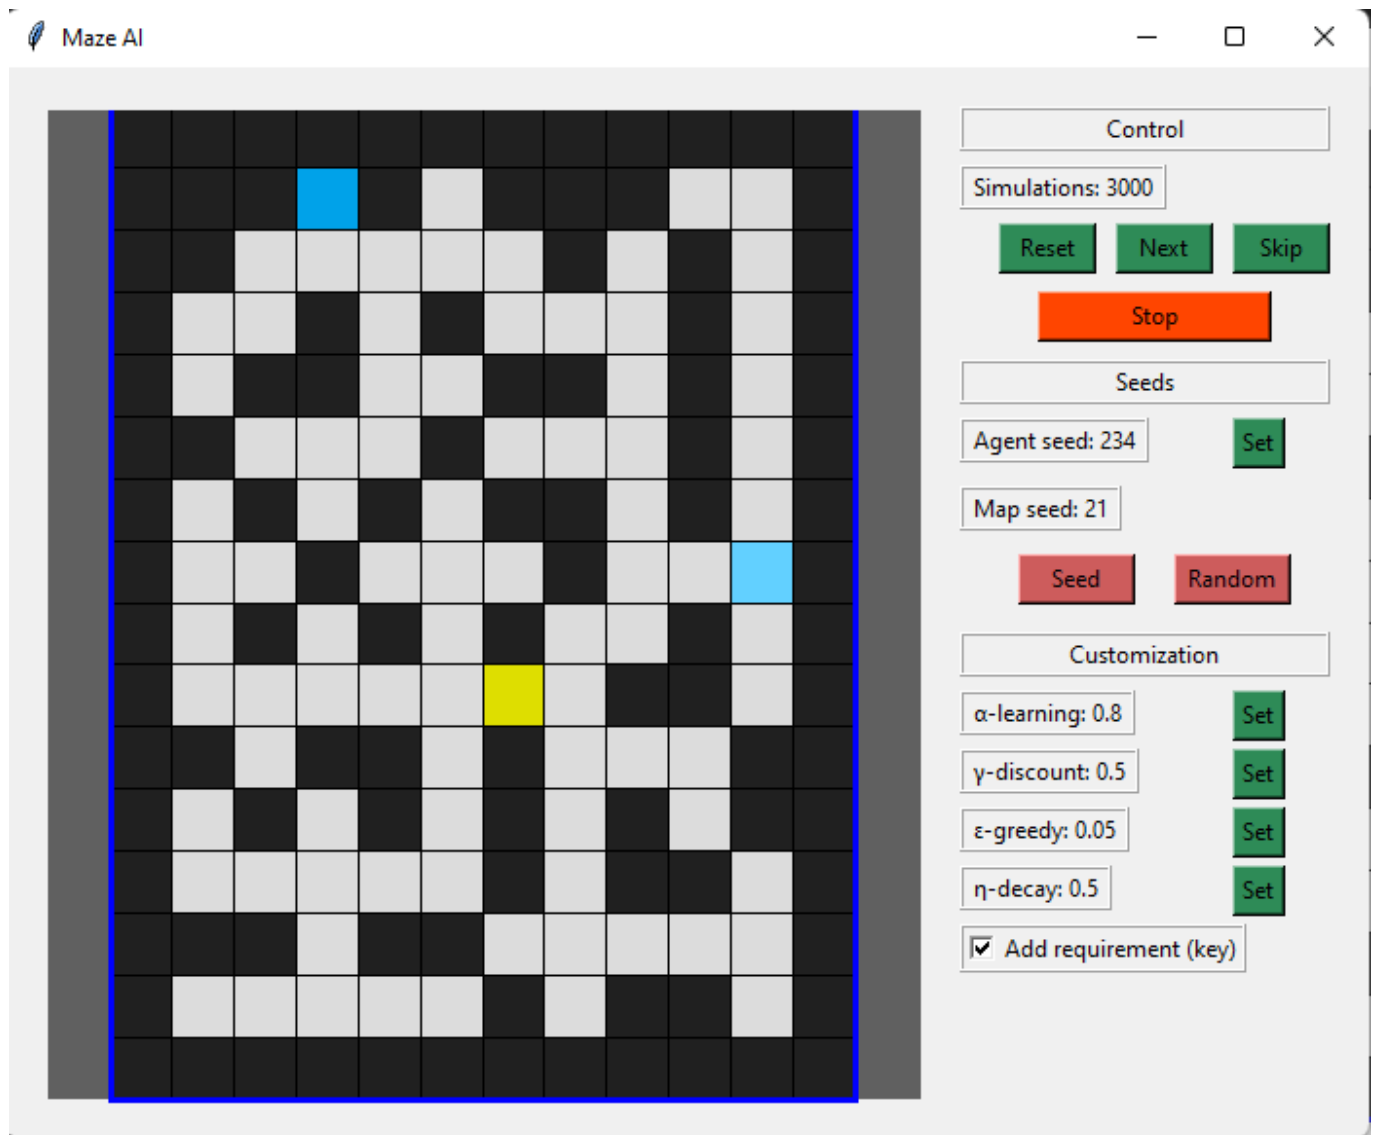 Maze AI
Control
Simulations: 3000
Reset Next Skip
Stop
Seeds
Agent seed: 234 Set
Map seed: 21
Seed Random
Customization
α-learning: 0.8 Set
γ-discount: 0.5 Set
ε-greedy: 0.05 Set
η-decay: 0.5 Set
Add requirement (key)